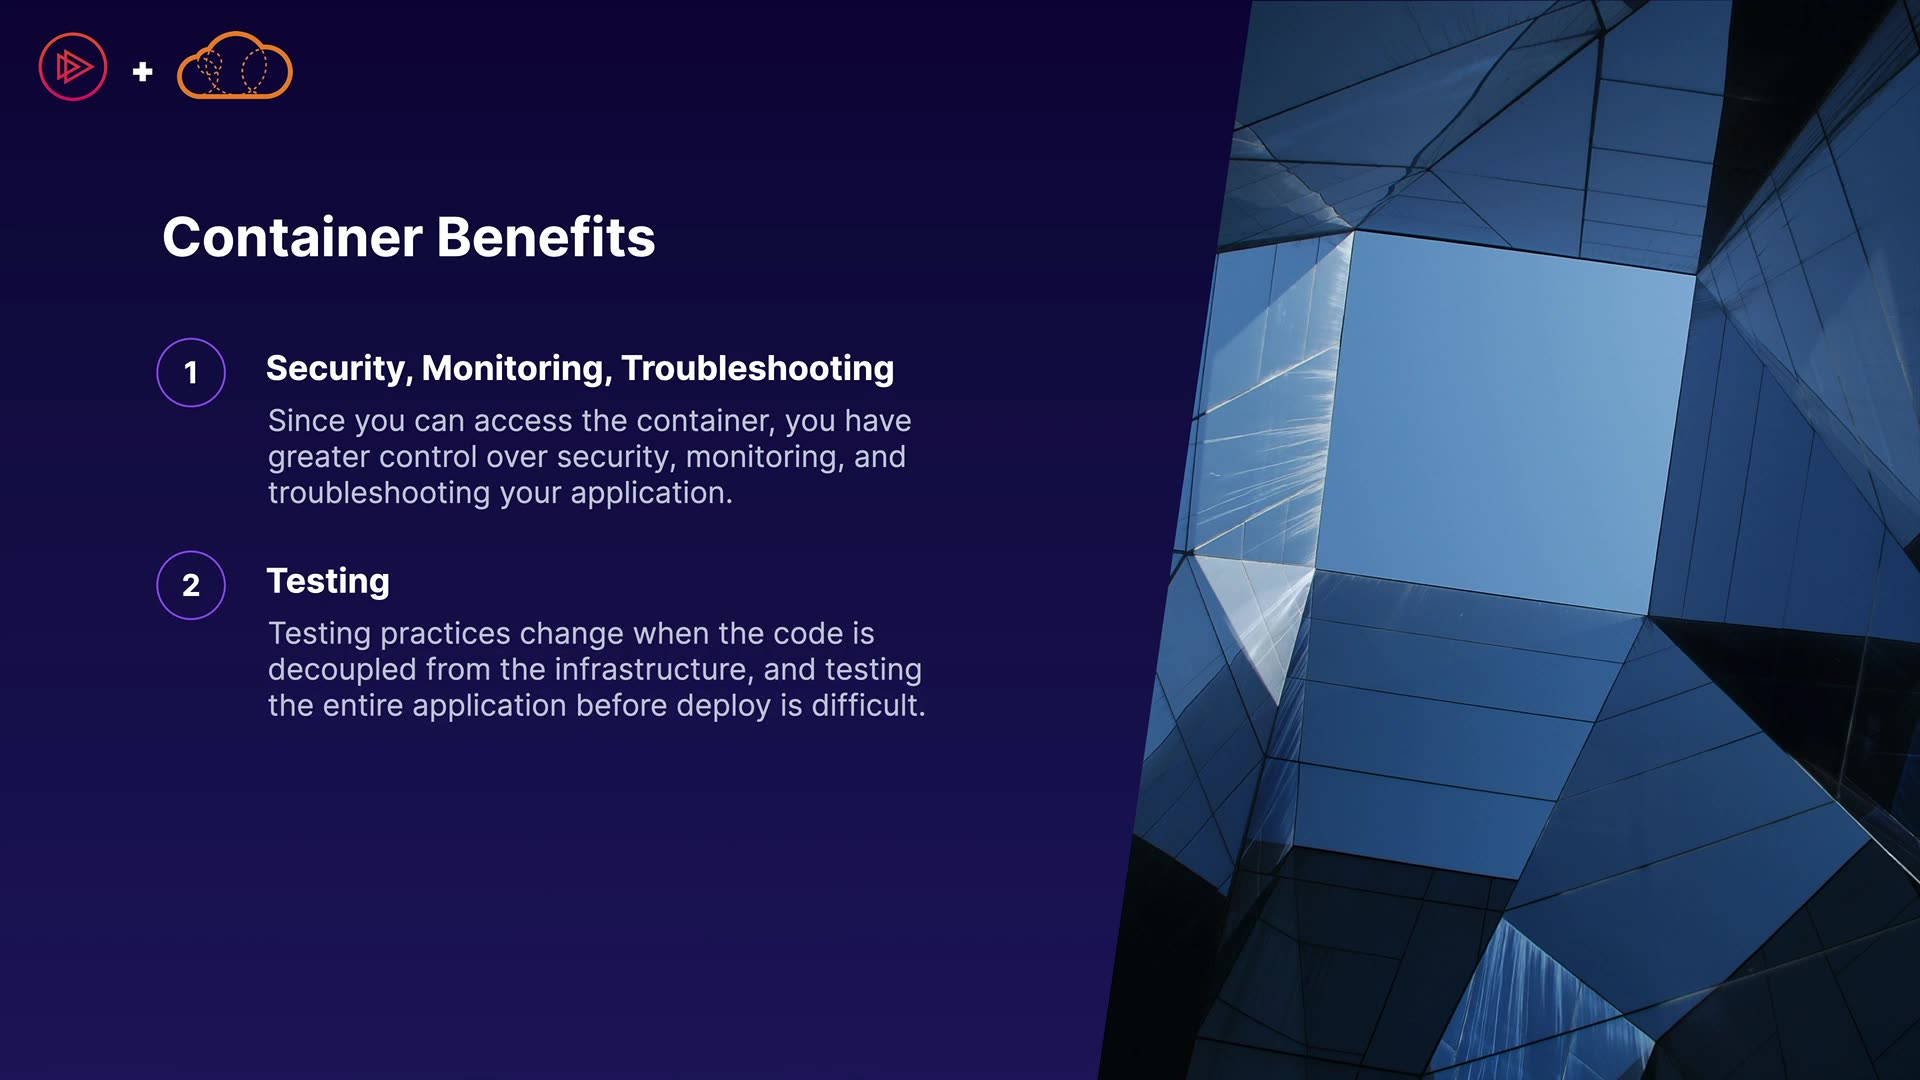 Container Benefits
1
Security, Monitoring, Troubleshooting
Since you can access the container, you have
greater control over security, monitoring, and
troubleshooting your application.
2
Testing
Testing practices change when the code is
decoupled from the infrastructure, and testing
the entire application before deploy is difficult.